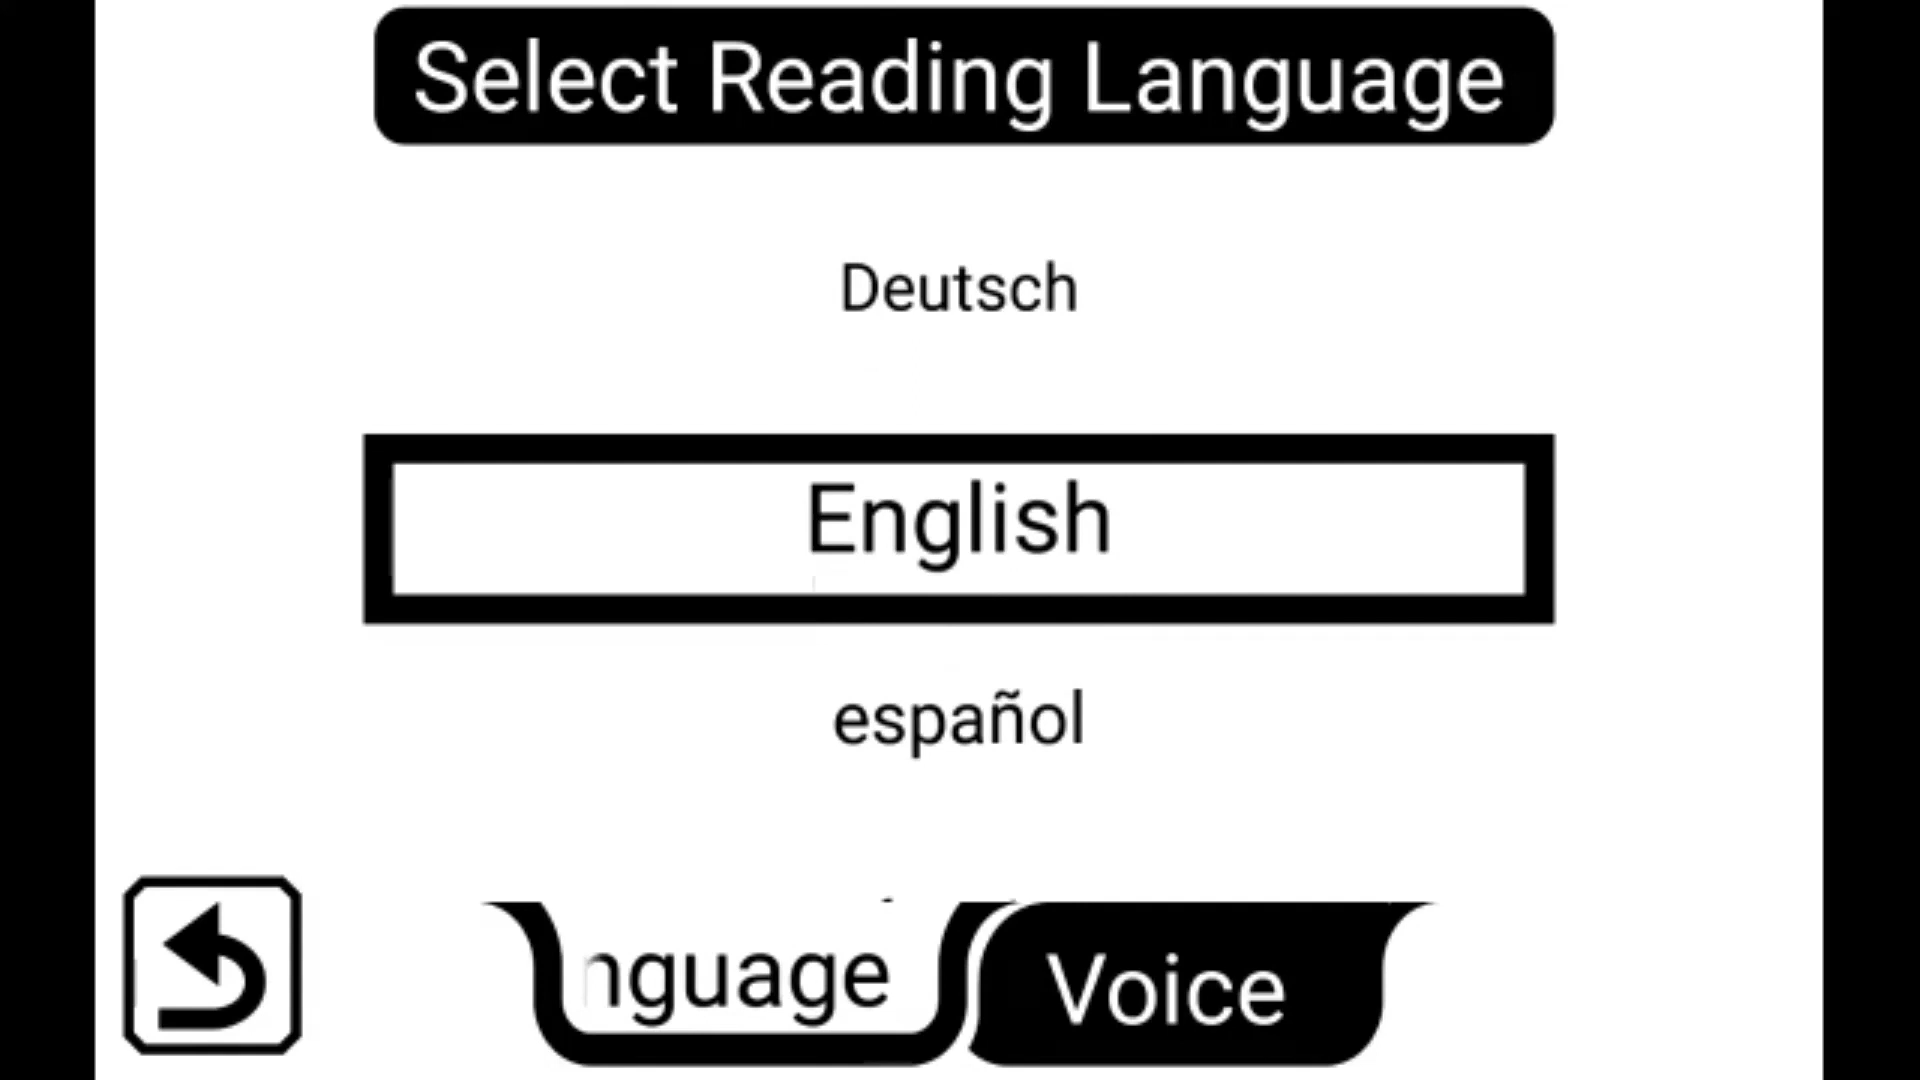 Select Reading Language
Deutsch
English
español
nguage
Voice